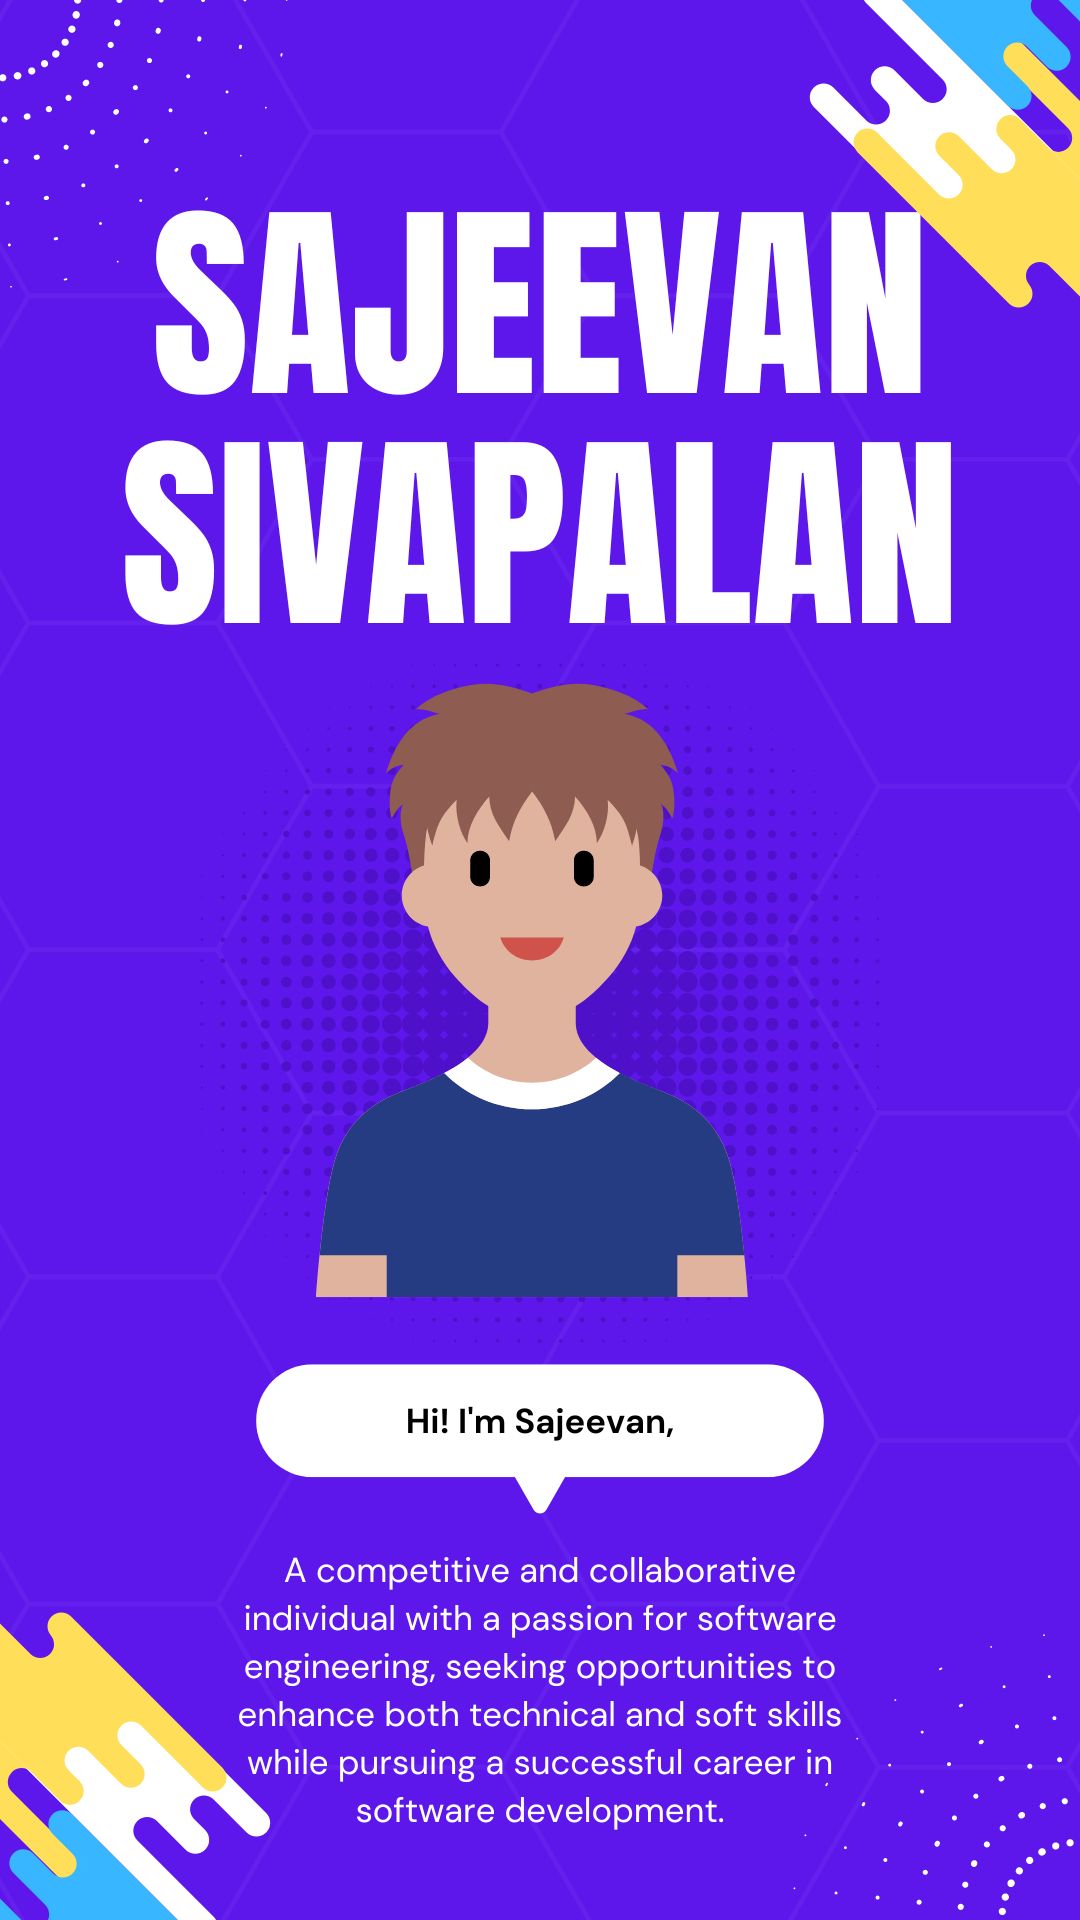 SAJEEVAN
SIVAPALAN
Hi! I'm Sajeevan,
A competitive and collaborative
individual with a passion for software
engineering, seeking opportunities to
enhance both technical and soft skills
while pursuing a successful career in
software development.